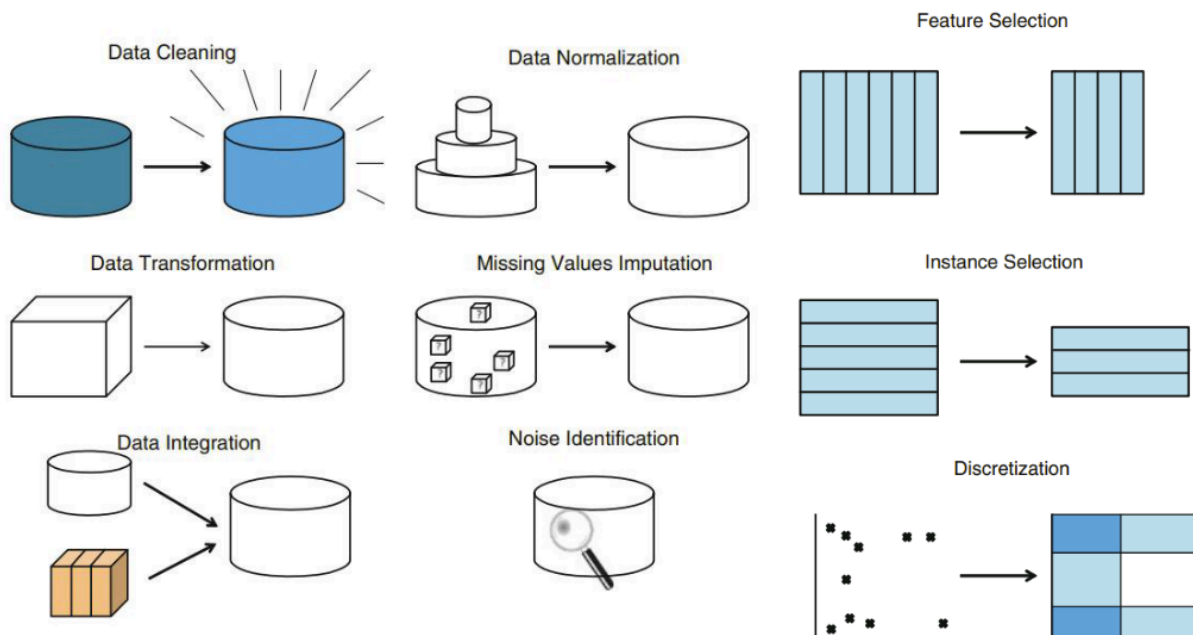 Data Cleaning
Data Normalization
Feature Selection
Data Transformation
Missing Values Imputation
?
?
?
?
?
Instance Selection
Data Integration
Noise Identification
Discretization